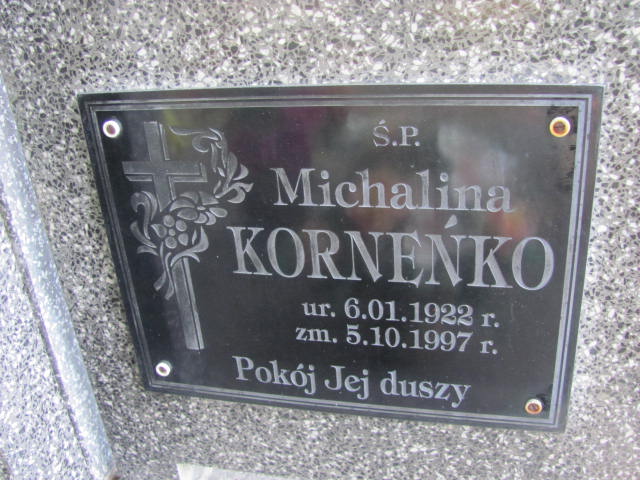 Ś.P.
Michalina
KORNEŃKO
ur. 6.01.1922 r.
zm. 5.10.1997 r.
Pokój Jej duszy